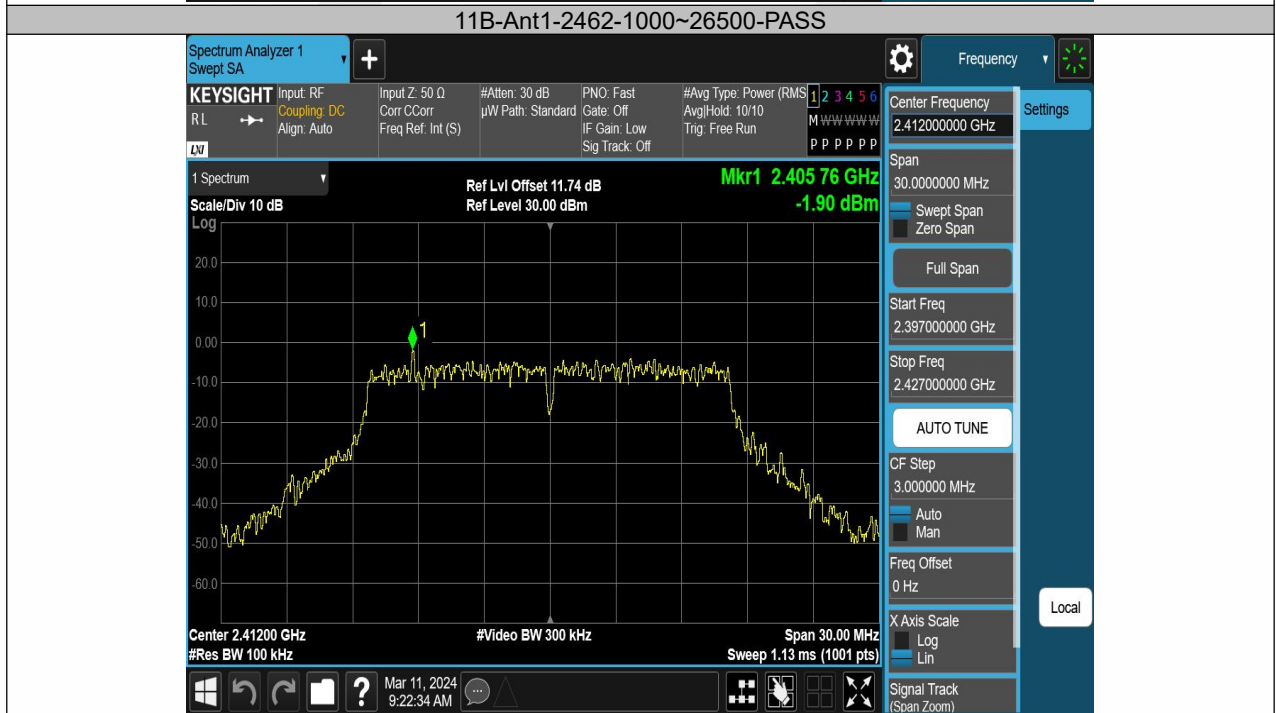 11B-Ant1-2462-1000~26500-PASS
Spectrum Analyzer 1
Swept SA
+
Frequency
KEYSIGHT
RL
LXI
Input: RF
Coupling: DC
Align: Auto
Input Z: 50 Ω
Corr CCorr
Freq Ref: Int (S)
#Atten: 30 dB
µW Path: Standard
PNO: Fast
Gate: Off
IF Gain: Low
Sig Track: Off
#Avg Type: Power (RMS
Avg|Hold: 10/10
Trig: Free Run
1 2 3 4 5 6
M W W W W W
P P P P P P
1 Spectrum
Scale/Div 10 dB
Ref Lvl Offset 11.74 dB
Ref Level 30.00 dBm
Mkr1 2.405 76 GHz
-1.90 dBm
Log
20.0
10.0
0.00
-10.0
-20.0
-30.0
-40.0
-50.0
-60.0
1
Center 2.41200 GHz
#Res BW 100 kHz
#Video BW 300 kHz
Span 30.00 MHz
Sweep 1.13 ms (1001 pts)
Center Frequency
2.412000000 GHz
Settings
Span
30.0000000 MHz
Swept Span
Zero Span
Full Span
Start Freq
2.397000000 GHz
Stop Freq
2.427000000 GHz
AUTO TUNE
CF Step
3.000000 MHz
Auto
Man
Freq Offset
0 Hz
X Axis Scale
Log
Lin
Local
Signal Track
(Span Zoom)
?
Mar 11, 2024
9:22:34 AM